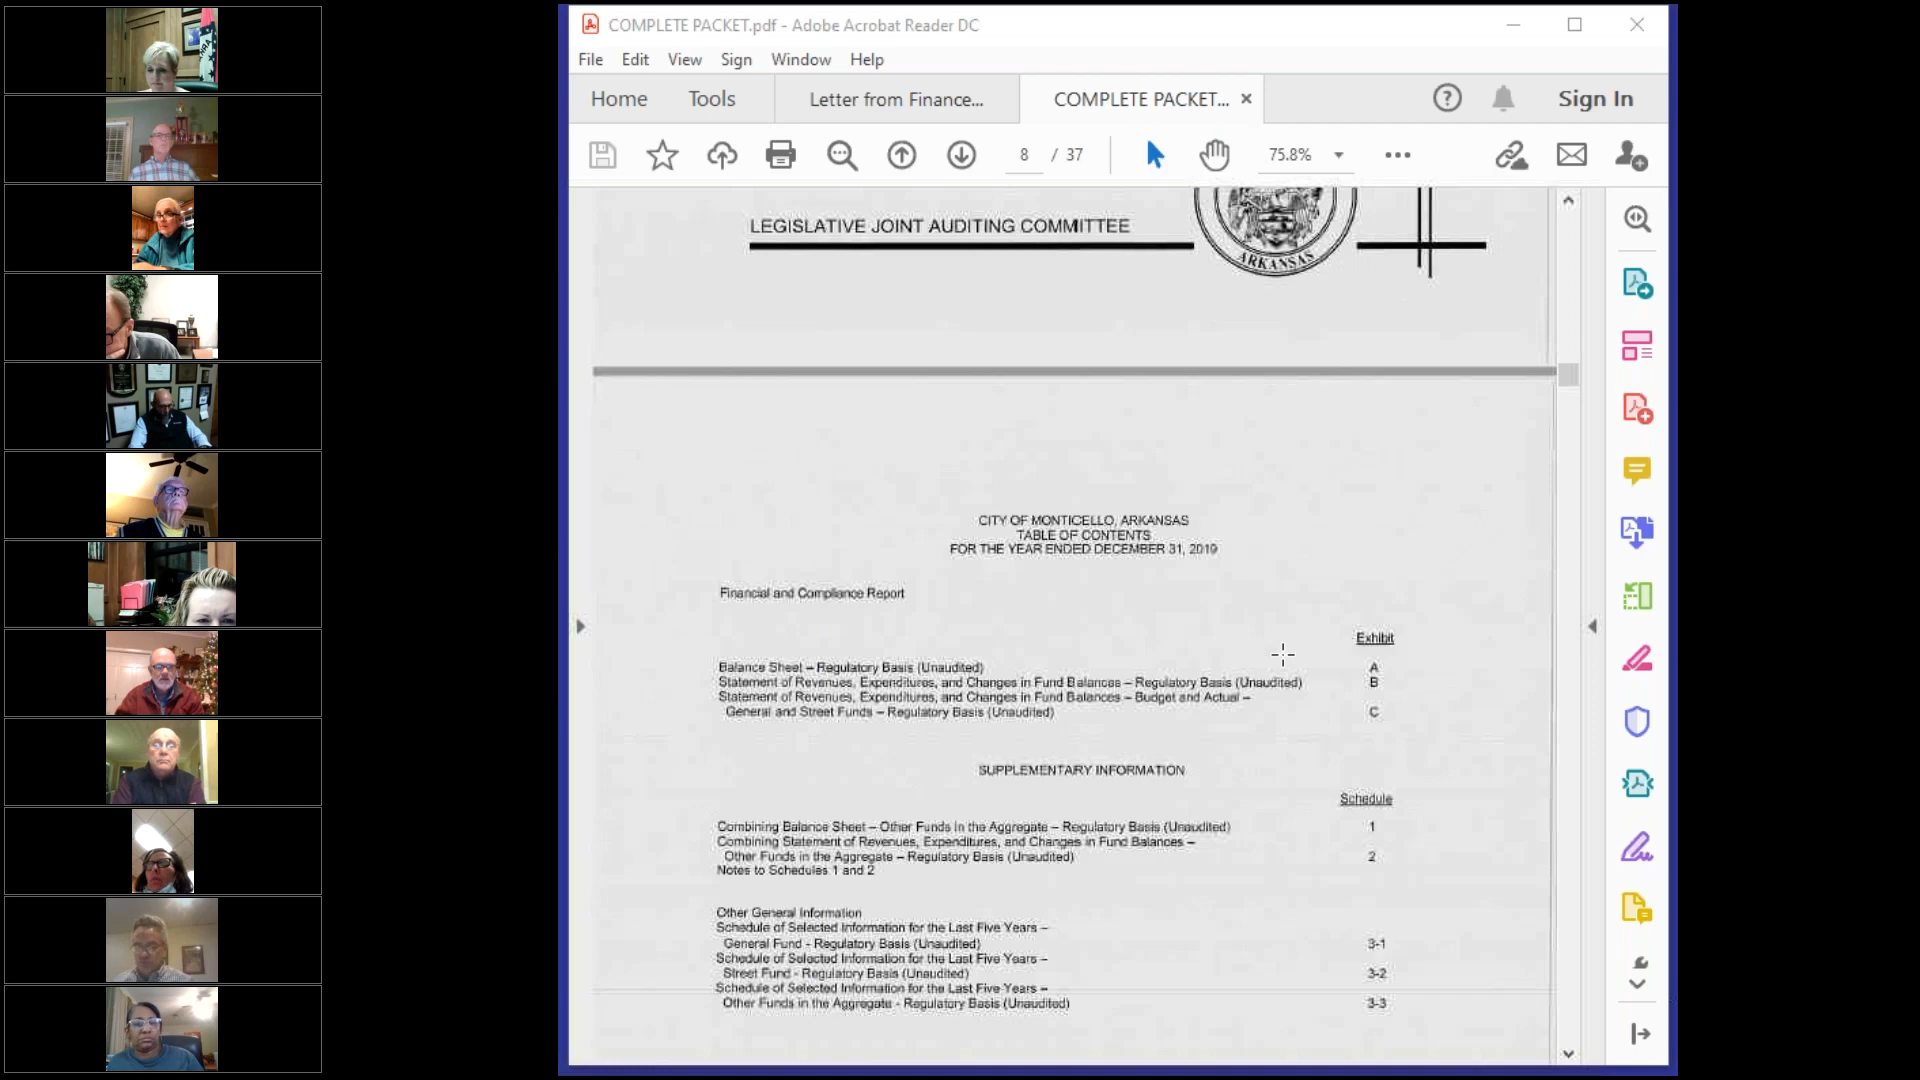 COMPLETE PACKET.pdf - Adobe Acrobat Reader DC
File Edit View Sign Window Help
Home Tools Letter from Finance... COMPLETE PACKET... × Sign In
8 / 37 75.8%
LEGISLATIVE JOINT AUDITING COMMITTEE
ARKANSAS
CITY OF MONTICELLO, ARKANSAS
TABLE OF CONTENTS
FOR THE YEAR ENDED DECEMBER 31, 2019
Financial and Compliance Report
Exhibit
Balance Sheet – Regulatory Basis (Unaudited) A
Statement of Revenues, Expenditures, and Changes in Fund Balances – Regulatory Basis (Unaudited) B
Statement of Revenues, Expenditures, and Changes in Fund Balances – Budget and Actual –
General and Street Funds – Regulatory Basis (Unaudited) C
SUPPLEMENTARY INFORMATION
Schedule
Combining Balance Sheet – Other Funds in the Aggregate – Regulatory Basis (Unaudited) 1
Combining Statement of Revenues, Expenditures, and Changes in Fund Balances –
Other Funds in the Aggregate – Regulatory Basis (Unaudited) 2
Notes to Schedules 1 and 2
Other General Information
Schedule of Selected Information for the Last Five Years –
General Fund - Regulatory Basis (Unaudited) 3-1
Schedule of Selected Information for the Last Five Years –
Street Fund - Regulatory Basis (Unaudited) 3-2
Schedule of Selected Information for the Last Five Years –
Other Funds in the Aggregate - Regulatory Basis (Unaudited) 3-3